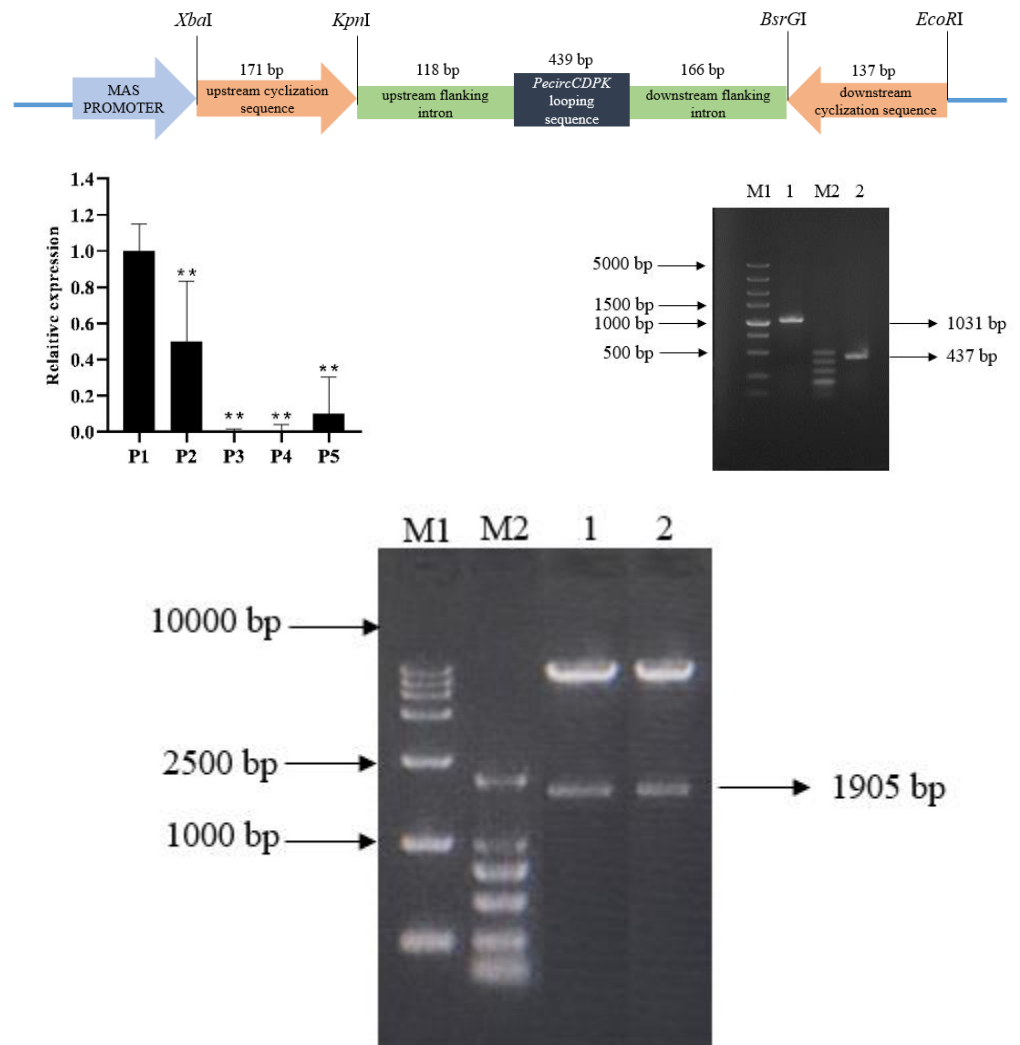 XbaI
KpnI
BsrGI
EcoRI
MAS
PROMOTER
171 bp
upstream cyclization
sequence
118 bp
upstream flanking
intron
439 bp
PecircCDPK
looping
sequence
166 bp
downstream flanking
intron
137 bp
downstream
cyclization sequence
Relaitive expression
1.4
1.2
1.0
0.8
0.6
0.4
0.2
0.0
**
**
**
**
P1 P2 P3 P4 P5
M1 1 M2 2
5000 bp
1500 bp
1000 bp
500 bp
1031 bp
437 bp
M1 M2 1 2
10000 bp
2500 bp
1000 bp
1905 bp